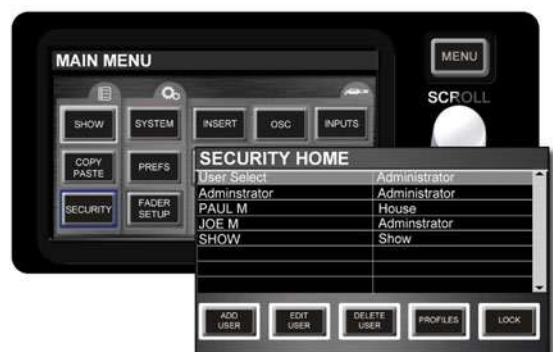 MAIN MENU
MENU
SCROLL
SHOW
SYSTEM
INSERT
OSC
INPUTS
COPY
PASTE
PREFS
SECURITY
FADER
SETUP
SECURITY HOME
User Select Administrator
Adminstrator Administrator
PAUL M House
JOE M Adminstrator
SHOW Show
ADD
USER
EDIT
USER
DELETE
USER
PROFILES
LOCK